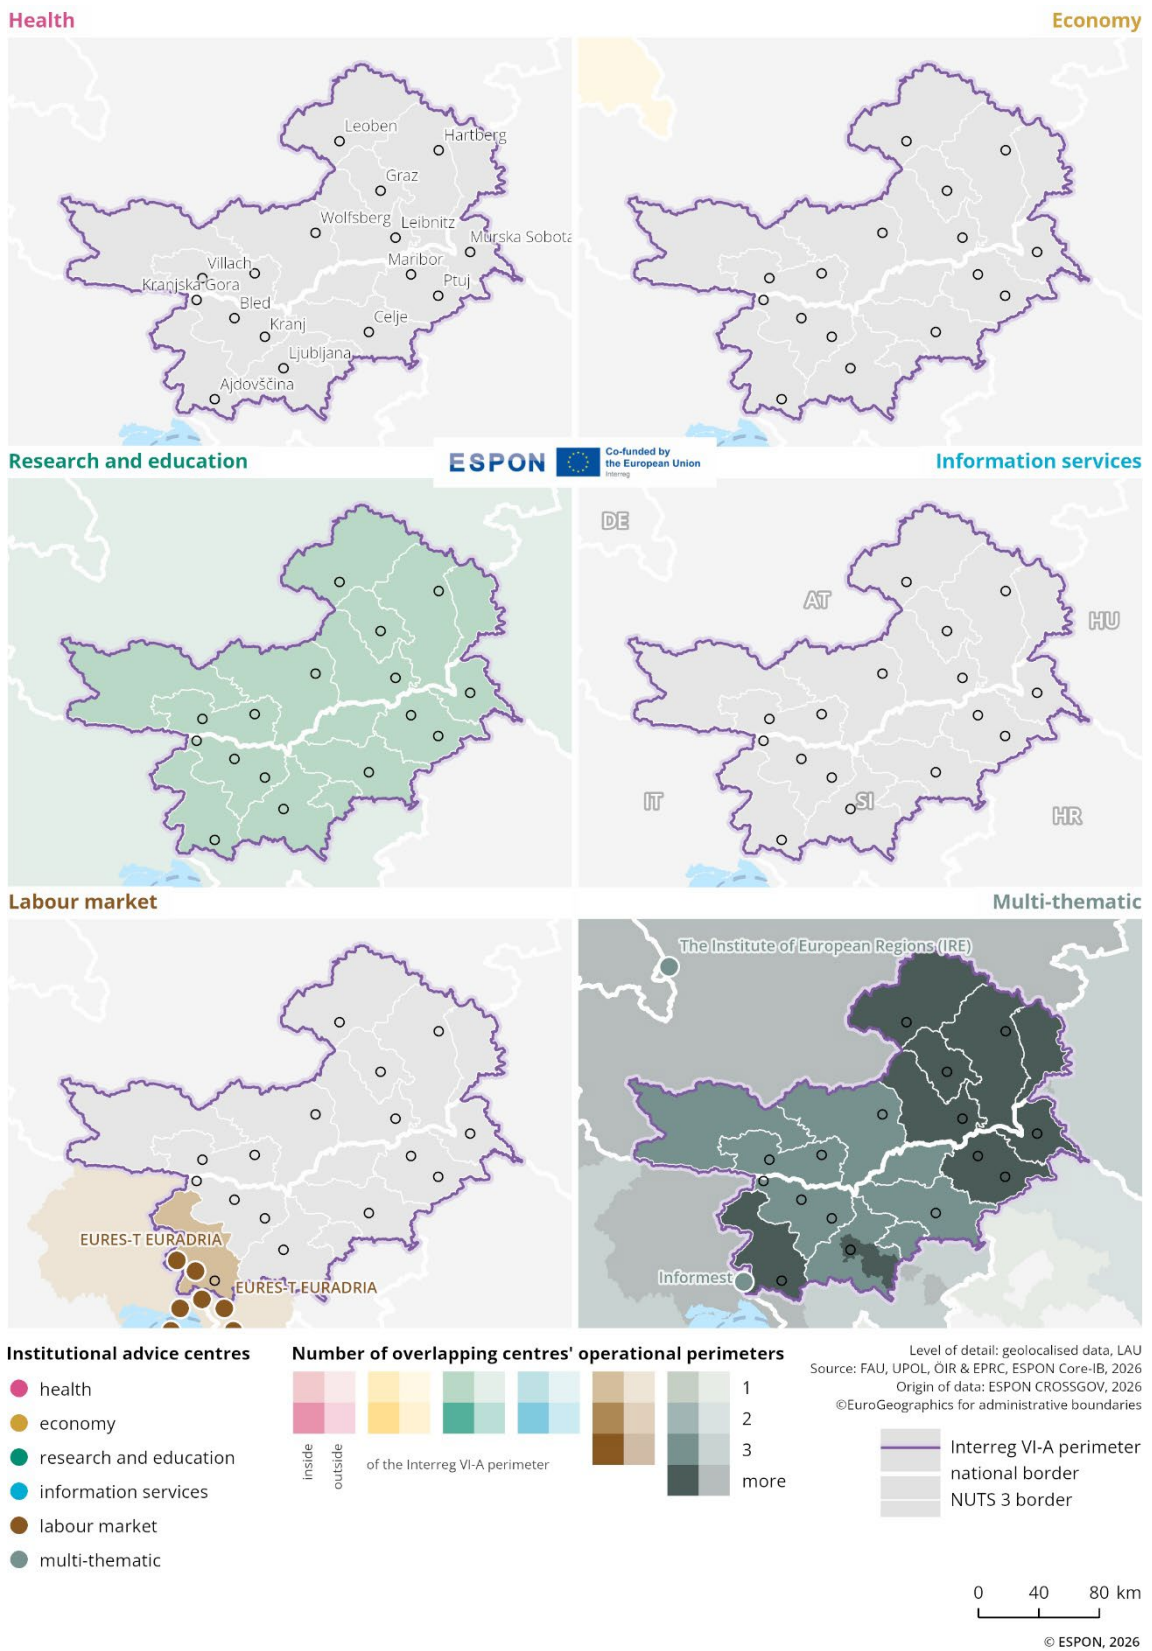 Health
Economy
Leoben
Hartberg
Graz
Wolfsberg
Leibnitz
Murska Sobota
Villach
Maribor
Kranjska Gora
Ptuj
Bled
Kranj
Celje
Ljubljana
Ajdovščina
Research and education
ESPON
Co-funded by
the European Union
Interreg
Information services
DE
AT
HU
IT
SI
HR
Labour market
Multi-thematic
The Institute of European Regions (IRE)
EURES-T EURADRIA
EURES-T EURADRIA
Informest
Institutional advice centres
health
economy
research and education
information services
labour market
multi-thematic
Number of overlapping centres' operational perimeters
1
2
3
more
inside
outside
of the Interreg VI-A perimeter
Level of detail: geolocalised data, LAU
Source: FAU, UPOL, ÖIR & EPRC, ESPON Core-IB, 2026
Origin of data: ESPON CROSSGOV, 2026
©EuroGeographics for administrative boundaries
Interreg VI-A perimeter
national border
NUTS 3 border
0 40 80 km
© ESPON, 2026